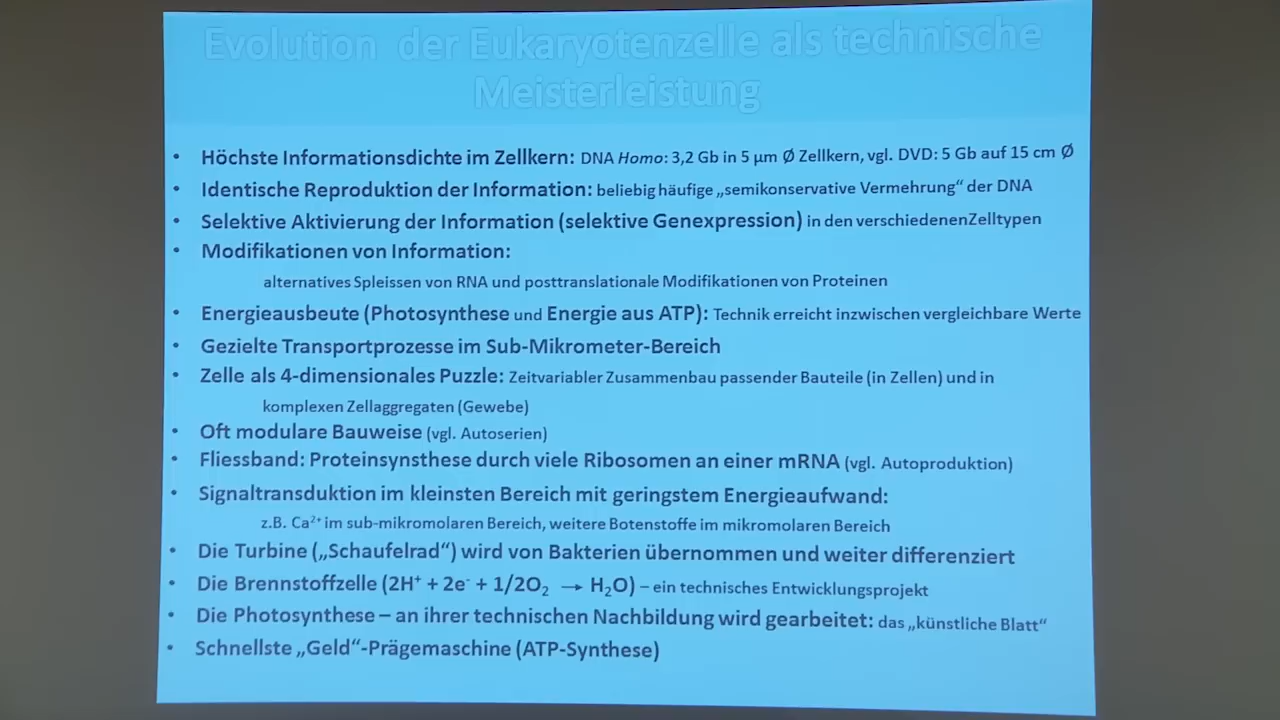 Evolution der Eukaryotenzelle als technische
Meisterleistung
• Höchste Informationsdichte im Zellkern: DNA Homo: 3,2 Gb in 5 µm Ø Zellkern, vgl. DVD: 5 Gb auf 15 cm Ø
• Identische Reproduktion der Information: beliebig häufige „semikonservative Vermehrung“ der DNA
• Selektive Aktivierung der Information (selektive Genexpression) in den verschiedenenZelltypen
• Modifikationen von Information:
alternatives Spleissen von RNA und posttranslationale Modifikationen von Proteinen
• Energieausbeute (Photosynthese und Energie aus ATP): Technik erreicht inzwischen vergleichbare Werte
• Gezielte Transportprozesse im Sub-Mikrometer-Bereich
• Zelle als 4-dimensionales Puzzle: Zeitvariabler Zusammenbau passender Bauteile (in Zellen) und in
komplexen Zellaggregaten (Gewebe)
• Oft modulare Bauweise (vgl. Autoserien)
• Fliessband: Proteinsynsthese durch viele Ribosomen an einer mRNA (vgl. Autoproduktion)
• Signaltransduktion im kleinsten Bereich mit geringstem Energieaufwand:
z.B. Ca²⁺ im sub-mikromolaren Bereich, weitere Botenstoffe im mikromolaren Bereich
• Die Turbine („Schaufelrad“) wird von Bakterien übernommen und weiter differenziert
• Die Brennstoffzelle (2H⁺ + 2e⁻ + 1/2O₂ → H₂O) – ein technisches Entwicklungsprojekt
• Die Photosynthese – an ihrer technischen Nachbildung wird gearbeitet: das „künstliche Blatt“
• Schnellste „Geld“-Prägemaschine (ATP-Synthese)